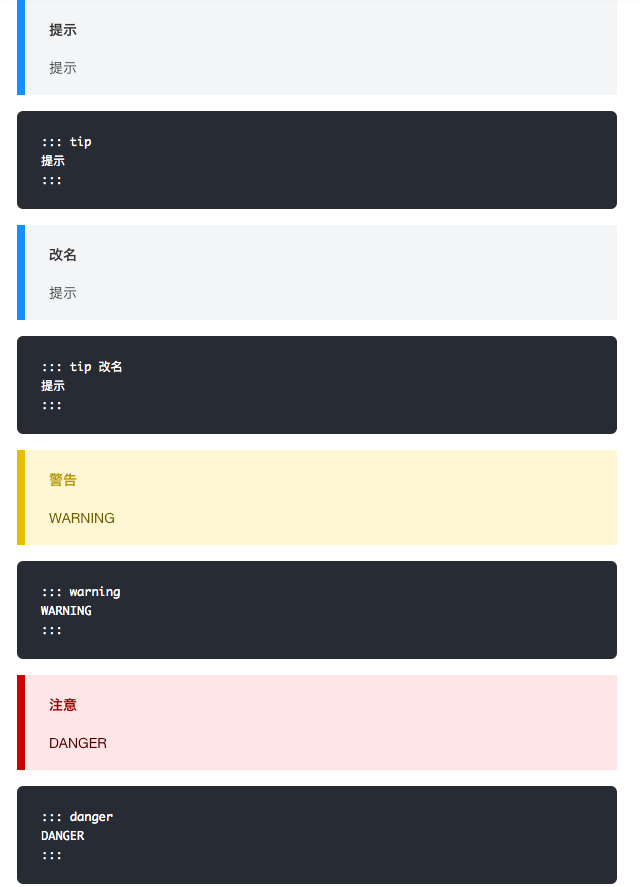 提示
提示
::: tip
提示
:::
改名
提示
::: tip 改名
提示
:::
警告
WARNING
::: warning
WARNING
:::
注意
DANGER
::: danger
DANGER
:::